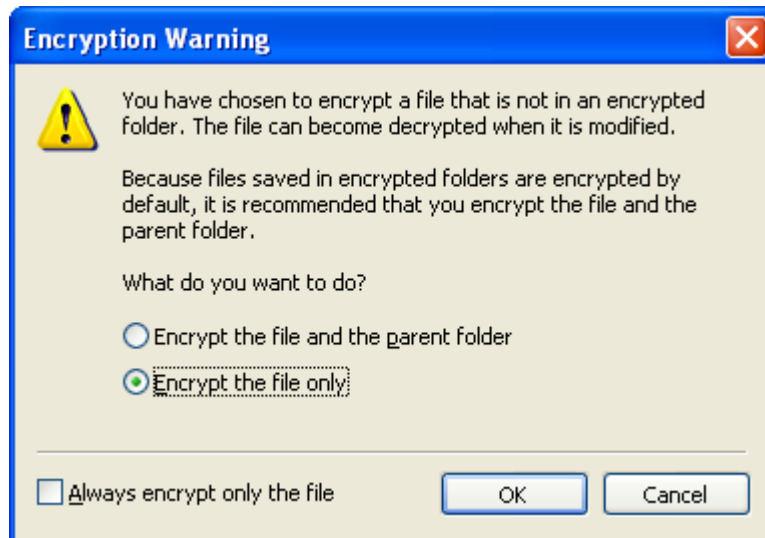 Encryption Warning
You have chosen to encrypt a file that is not in an encrypted
folder. The file can become decrypted when it is modified.
Because files saved in encrypted folders are encrypted by
default, it is recommended that you encrypt the file and the
parent folder.
What do you want to do?
Encrypt the file and the parent folder
Encrypt the file only
Always encrypt only the file
OK
Cancel